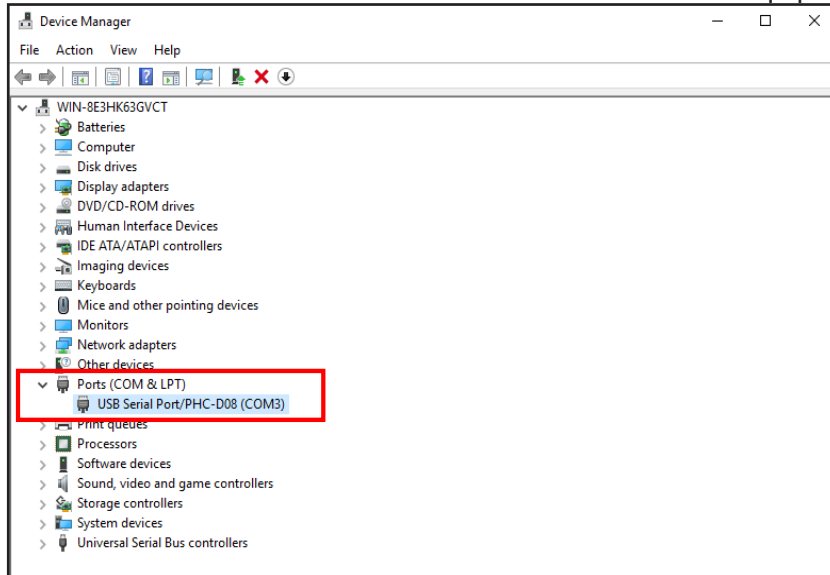 Device Manager
File Action View Help
WIN-8E3HK63GVCT
Batteries
Computer
Disk drives
Display adapters
DVD/CD-ROM drives
Human Interface Devices
IDE ATA/ATAPI controllers
Imaging devices
Keyboards
Mice and other pointing devices
Monitors
Network adapters
Other devices
Ports (COM & LPT)
USB Serial Port/PHC-D08 (COM3)
Print queues
Processors
Software devices
Sound, video and game controllers
Storage controllers
System devices
Universal Serial Bus controllers